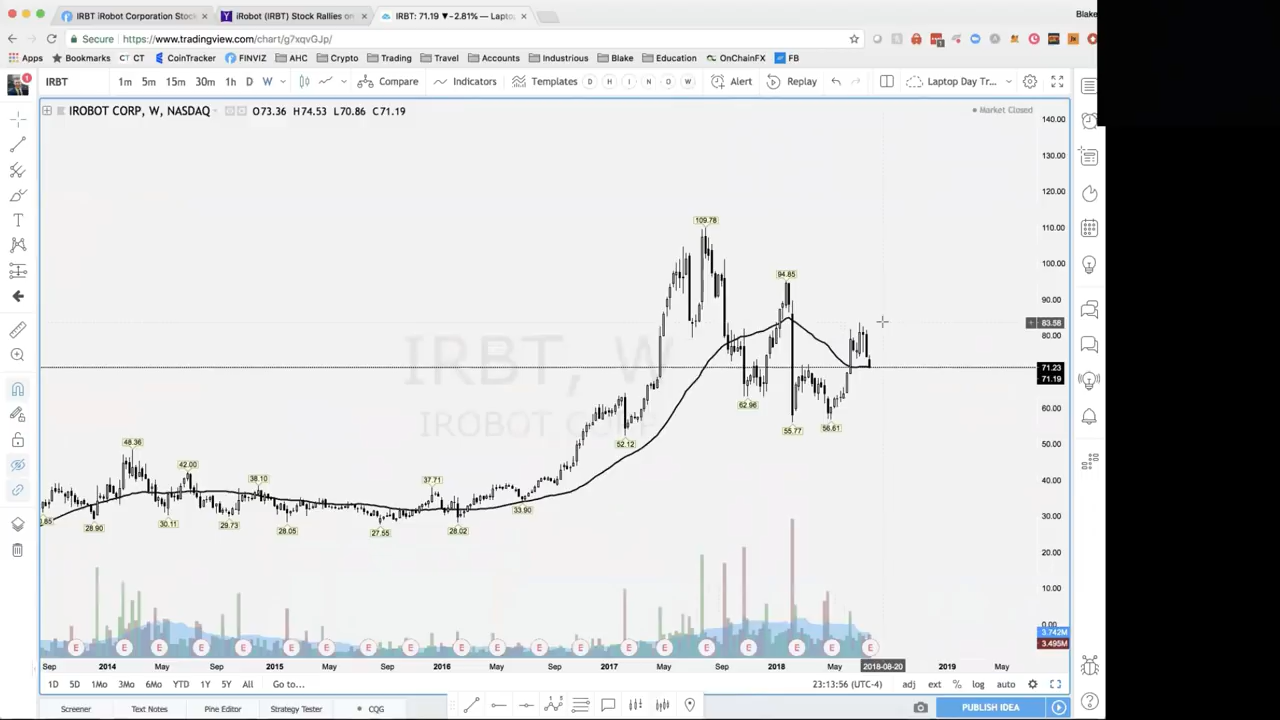 IRBT iRobot Corporation Stock
iRobot (IRBT) Stock Rallies on
IRBT: 71.19 ▼−2.81% — Lapto
Blake
Secure https://www.tradingview.com/chart/g7xqvGJp/
Apps Bookmarks CT CT CoinTracker FINVIZ AHC Crypto Trading Travel Accounts Industrious Blake Education OnChainFX FB
IRBT 1m 5m 15m 30m 1h D W Compare Indicators Templates D H I N O W Alert Replay Laptop Day Tr...
IROBOT CORP, W, NASDAQ O73.36 H74.53 L70.86 C71.19
Market Closed
140.00
130.00
120.00
109.78
110.00
100.00
94.85
90.00
83.58
80.00
IRBT, W
71.23
71.19
62.96
60.00
IROBOT CORP
55.77
56.61
52.12
50.00
48.36
42.00
38.10
37.71
40.00
33.90
30.00
28.90
30.11
29.73
28.05
27.55
28.02
20.00
10.00
0.00
3.742M
3.495M
E E E E E E E E E E E E E E E E E E E E
Sep 2014 May Sep 2015 May Sep 2016 May Sep 2017 May Sep 2018 May 2018-08-20 2019 May
1D 5D 1Mo 3Mo 6Mo YTD 1Y 5Y All Go to...
23:13:56 (UTC-4) adj ext % log auto
Screener Text Notes Pine Editor Strategy Tester CQG
PUBLISH IDEA